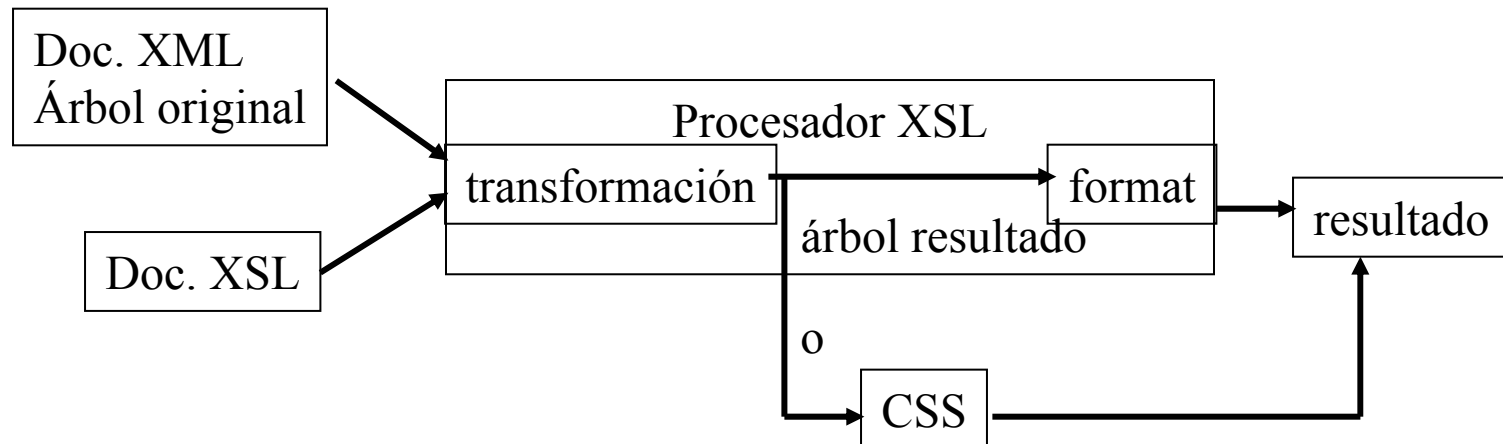 Doc. XML
Árbol original
Procesador XSL
transformación
format
árbol resultado
resultado
Doc. XSL
o
CSS